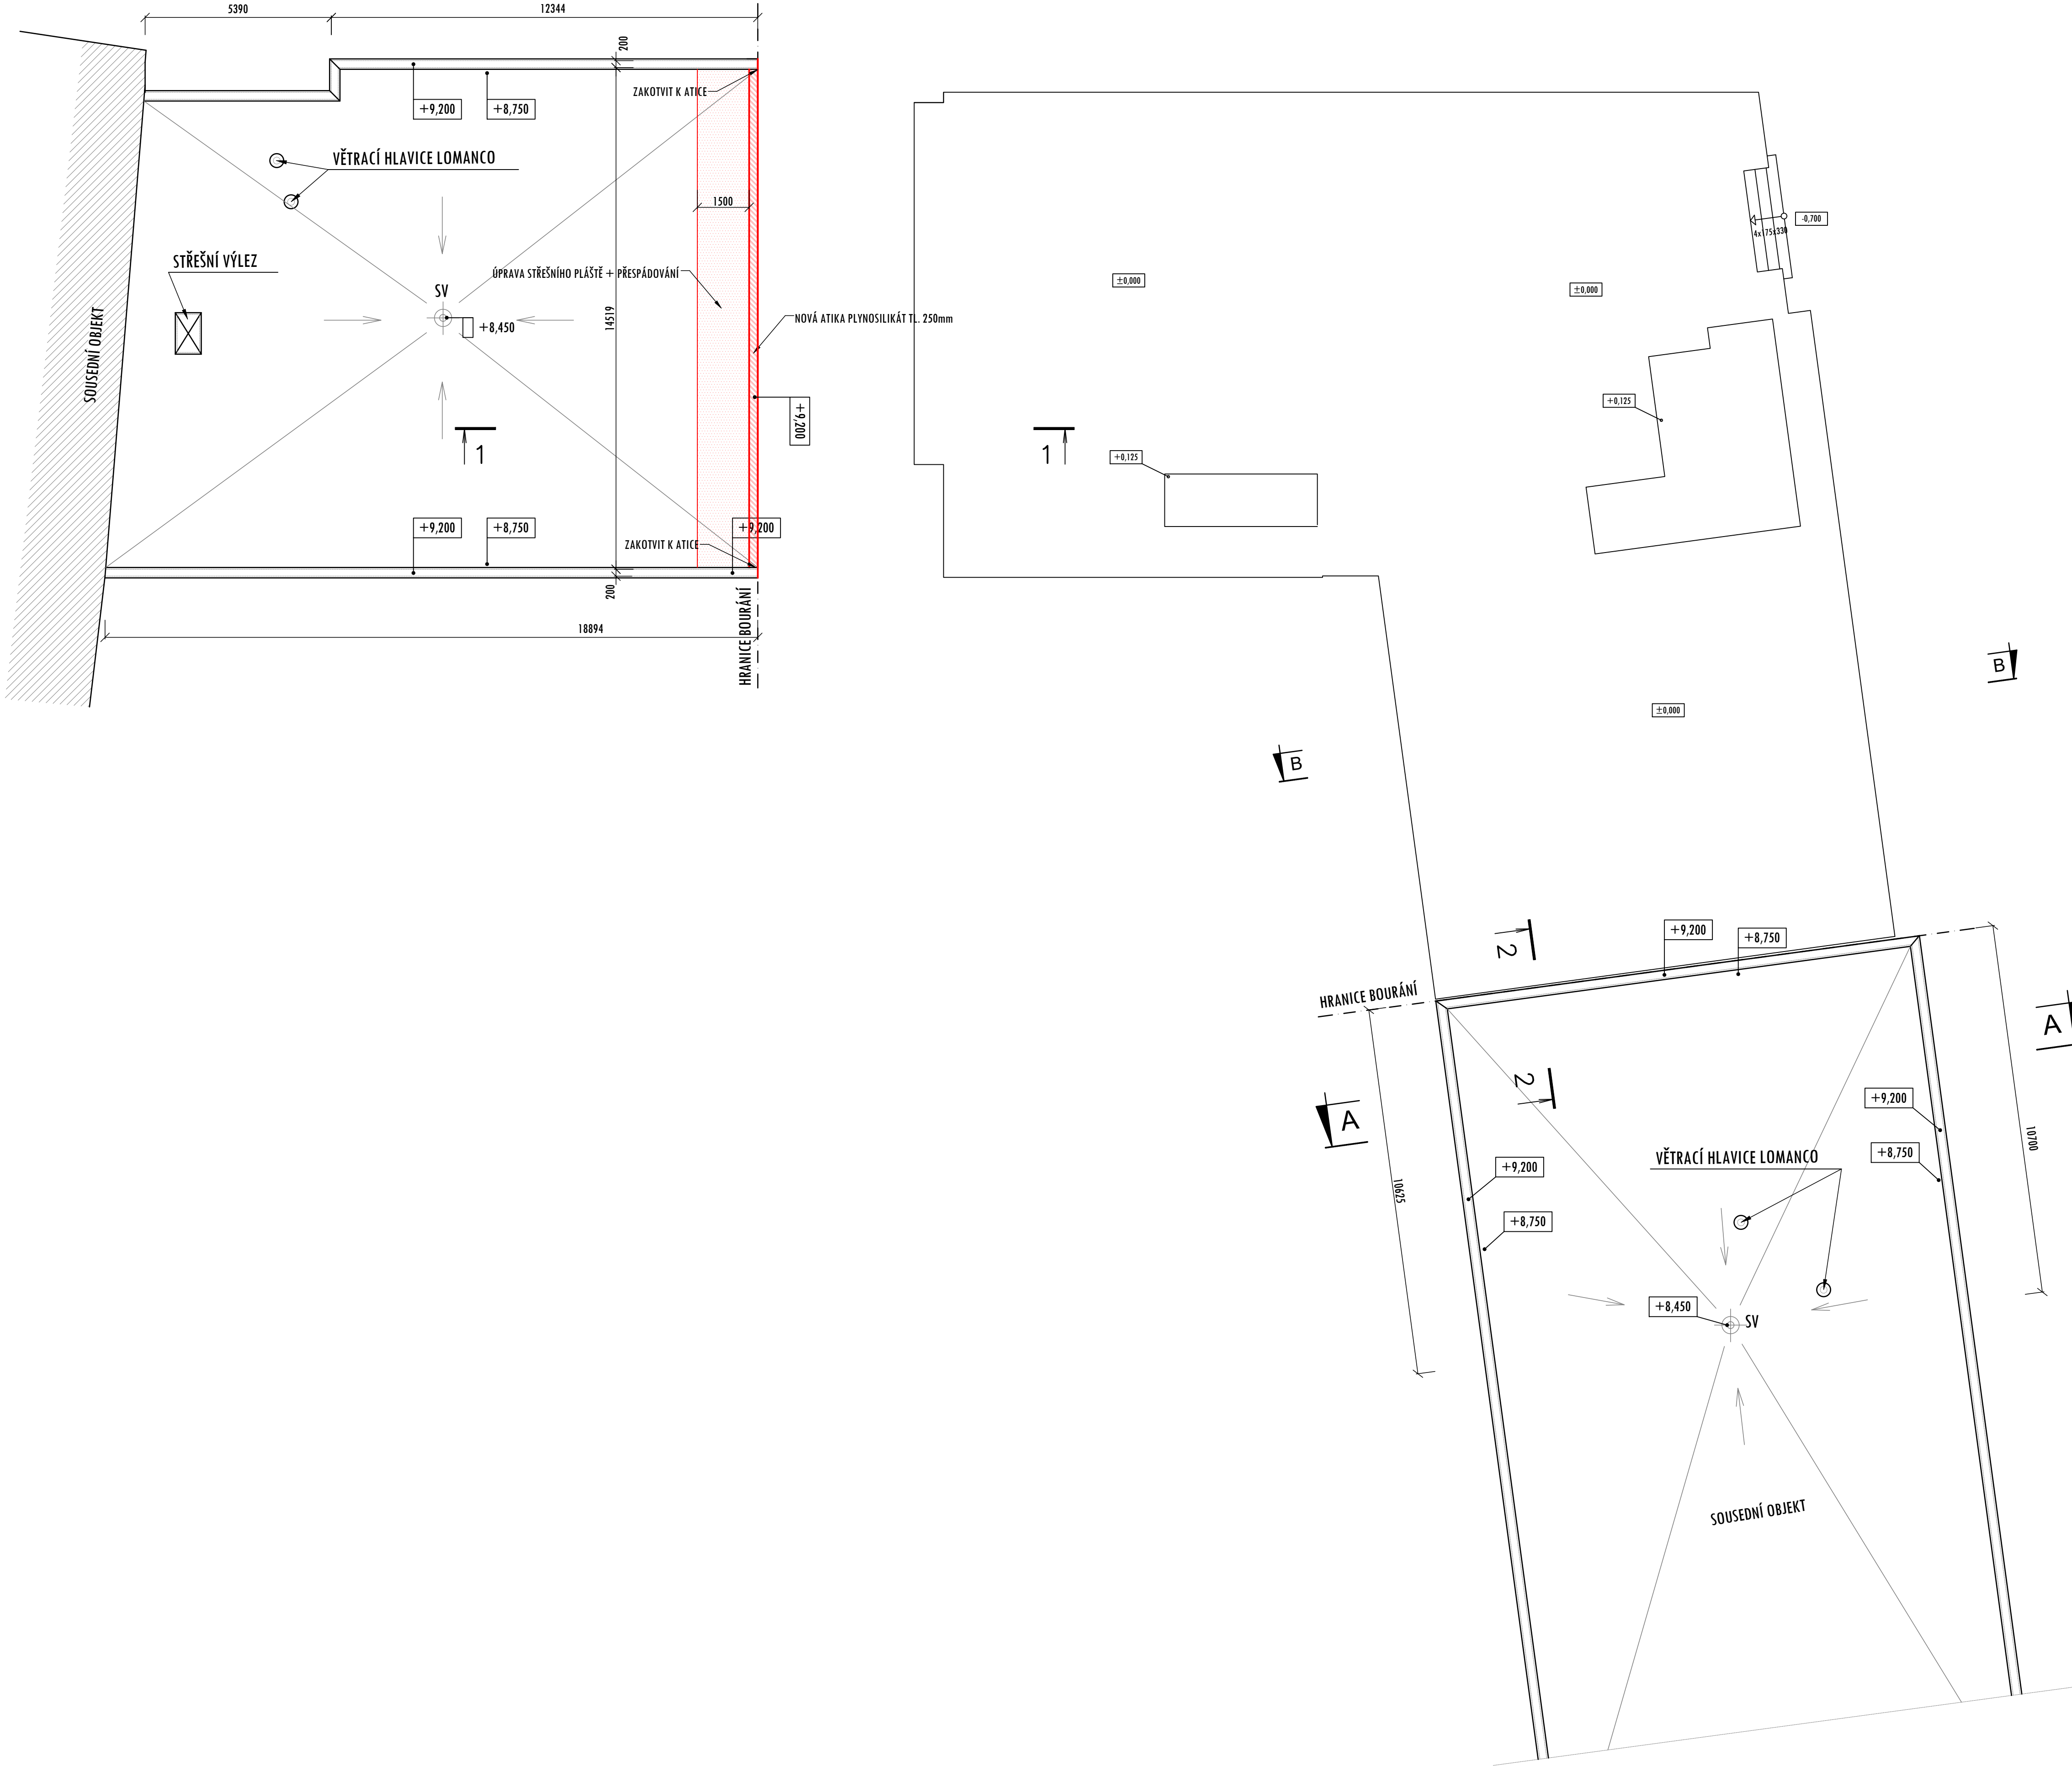 5390
12344
200
ZAKOTVIT K ATICE
+9,200
+8,750
VĚTRACÍ HLAVICE LOMANCO
1500
STŘEŠNÍ VÝLEZ
ÚPRAVA STŘEŠNÍHO PLÁŠTĚ + PŘESPÁDOVÁNÍ
SV
+8,450
14519
NOVÁ ATIKA PLYNOSILIKÁT TL. 250mm
SOUSEDNÍ OBJEKT
+9,200
1
+9,200
+8,750
+9,200
ZAKOTVIT K ATICE
200
18894
HRANICE BOURÁNÍ
-0,700
4x175x330
±0,000
±0,000
+0,125
1
+0,125
B
±0,000
B
+9,200
+8,750
2
HRANICE BOURÁNÍ
A
2
A
+9,200
+8,750
10700
VĚTRACÍ HLAVICE LOMANCO
+9,200
10625
+8,750
+8,450
SV
SOUSEDNÍ OBJEKT